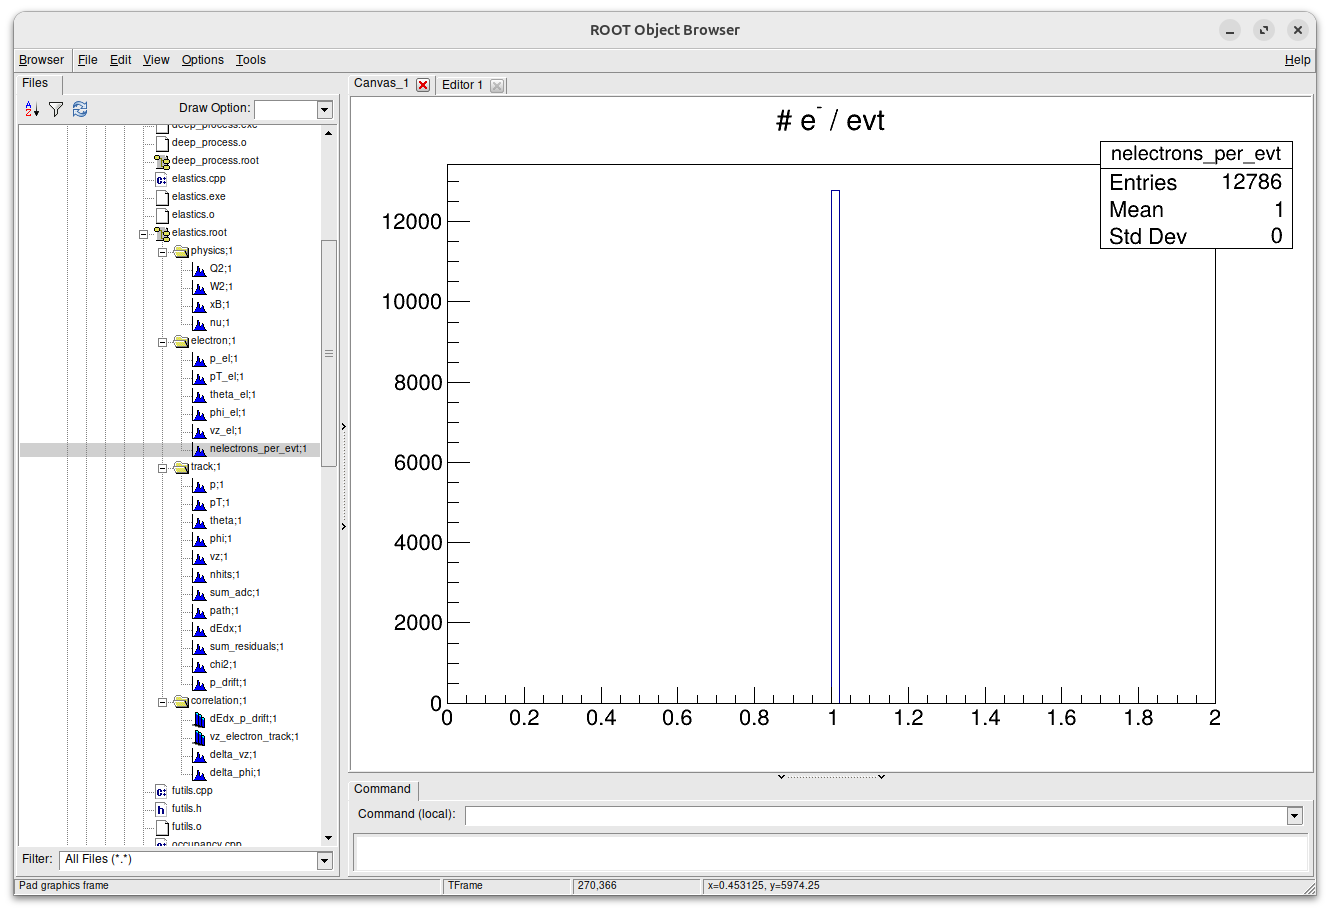 ROOT Object Browser
Browser File Edit View Options Tools Help
Files
Draw Option:
deep_process.exe
deep_process.o
deep_process.root
elastics.cpp
elastics.exe
elastics.o
elastics.root
physics;1
Q2;1
W2;1
xB;1
nu;1
electron;1
p_el;1
pT_el;1
theta_el;1
phi_el;1
vz_el;1
nelectrons_per_evt;1
track;1
p;1
pT;1
theta;1
phi;1
vz;1
nhits;1
sum_adc;1
path;1
dEdx;1
sum_residuals;1
chi2;1
p_drift;1
correlation;1
dEdx_p_drift;1
vz_electron_track;1
delta_vz;1
delta_phi;1
futils.cpp
futils.h
futils.o
occupancy.cpp
Filter: All Files (*.*)
Canvas_1 Editor 1
# e- / evt
nelectrons_per_evt
Entries 12786
Mean 1
Std Dev 0
12000
10000
8000
6000
4000
2000
0
0 0.2 0.4 0.6 0.8 1 1.2 1.4 1.6 1.8 2
Command
Command (local):
Pad graphics frame TFrame 270,366 x=0.453125, y=5974.25